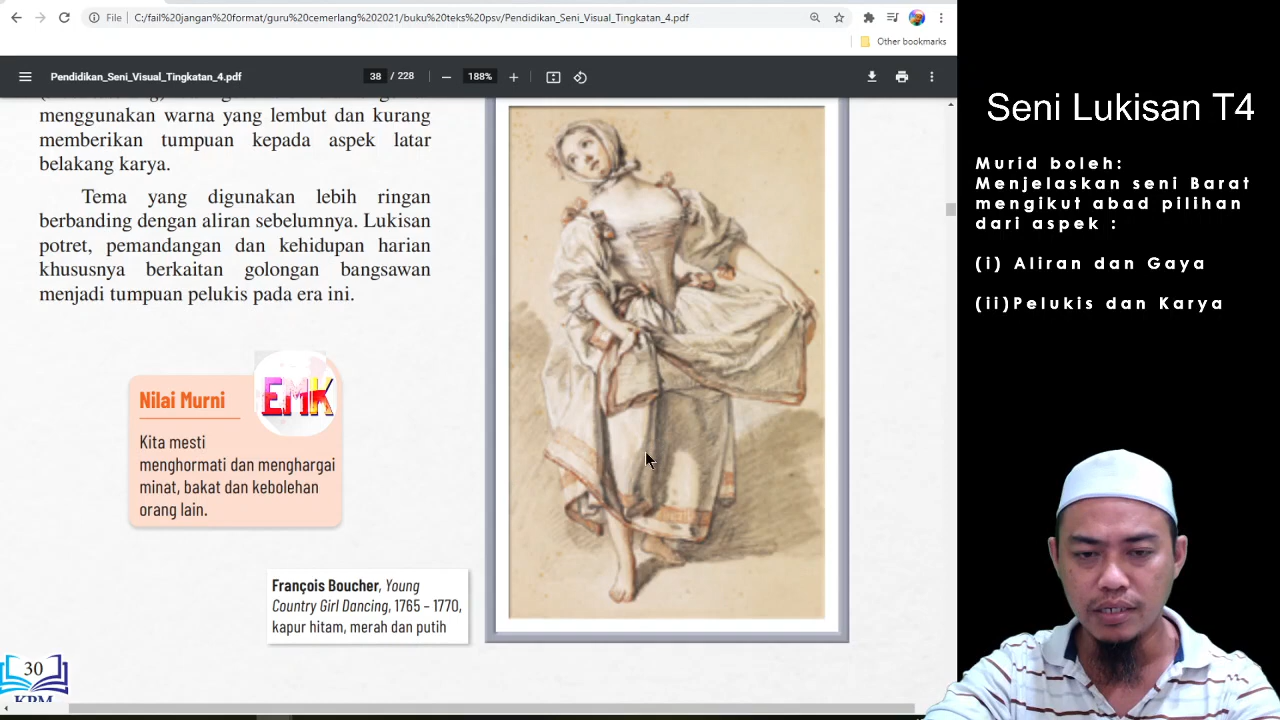 C:/fail%20jangan%20format/guru%20cemerlang%202021/buku%20teks%20psv/Pendidikan_Seni_Visual_Tingkatan_4.pdf
File
Other bookmarks
Pendidikan_Seni_Visual_Tingkatan_4.pdf
38 / 228
188%
menggunakan warna yang lembut dan kurang
memberikan tumpuan kepada aspek latar
belakang karya.
Tema yang digunakan lebih ringan
berbanding dengan aliran sebelumnya. Lukisan
potret, pemandangan dan kehidupan harian
khususnya berkaitan golongan bangsawan
menjadi tumpuan pelukis pada era ini.
Nilai Murni
EMK
Kita mesti
menghormati dan menghargai
minat, bakat dan kebolehan
orang lain.
François Boucher, Young
Country Girl Dancing, 1765 – 1770,
kapur hitam, merah dan putih
30
KPM
Seni Lukisan T4
Murid boleh:
Menjelaskan seni Barat
mengikut abad pilihan
dari aspek :
(i) Aliran dan Gaya
(ii)Pelukis dan Karya